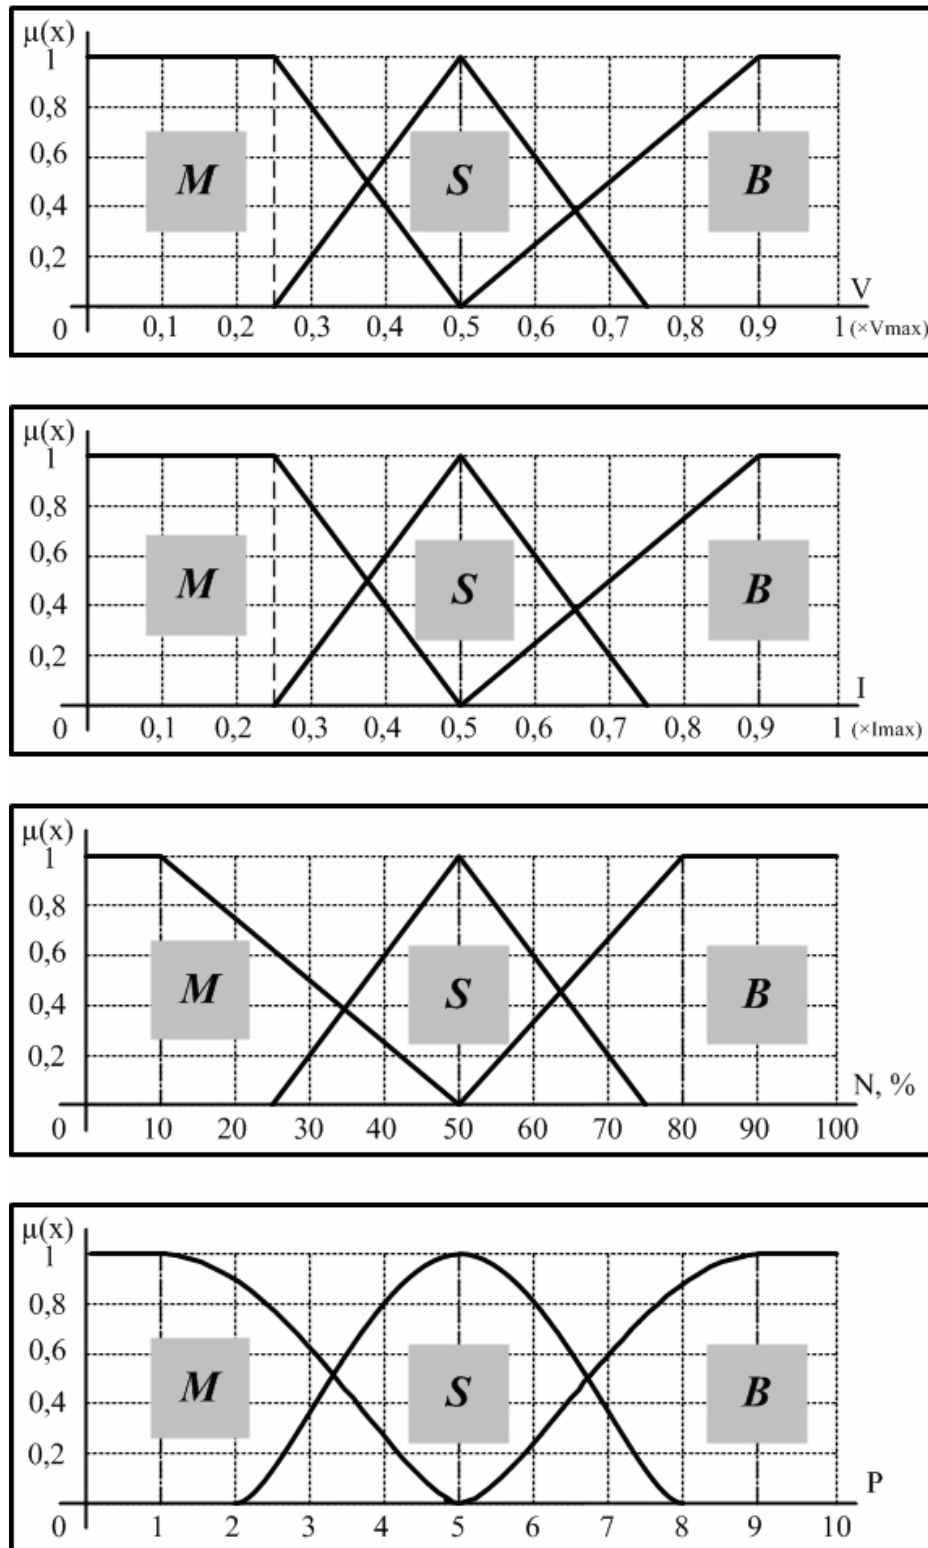 μ(x)
1
0,8
0,6
0,4
0,2
M
S
B
V
0
0,1 0,2 0,3 0,4 0,5 0,6 0,7 0,8 0,9 1 (×Vmax)
μ(x)
1
0,8
0,6
0,4
0,2
M
S
B
I
0
0,1 0,2 0,3 0,4 0,5 0,6 0,7 0,8 0,9 1 (×Imax)
μ(x)
1
0,8
0,6
0,4
0,2
M
S
B
N, %
0 10 20 30 40 50 60 70 80 90 100
μ(x)
1
0,8
0,6
0,4
0,2
M
S
B
P
0 1 2 3 4 5 6 7 8 9 10